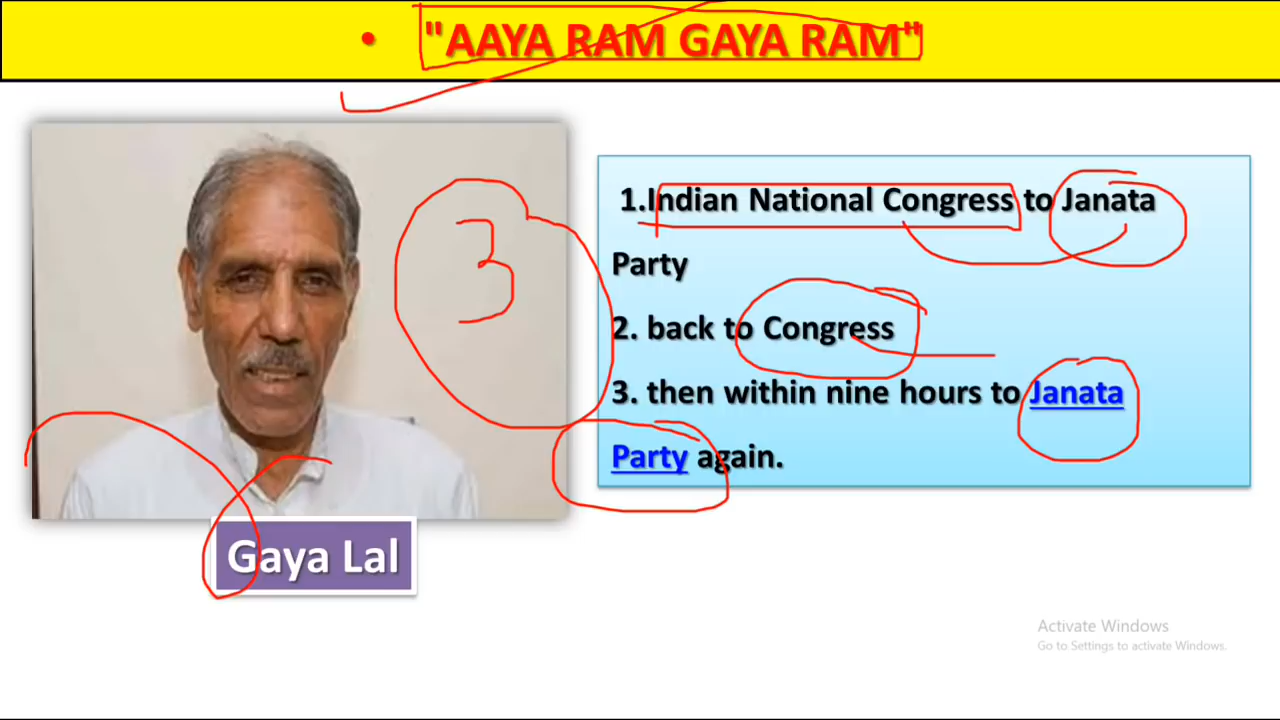 • "AAYA RAM GAYA RAM"
3
1.Indian National Congress to Janata
Party
2. back to Congress
3. then within nine hours to Janata
Party again.
Gaya Lal
Activate Windows
Go to Settings to activate Windows.